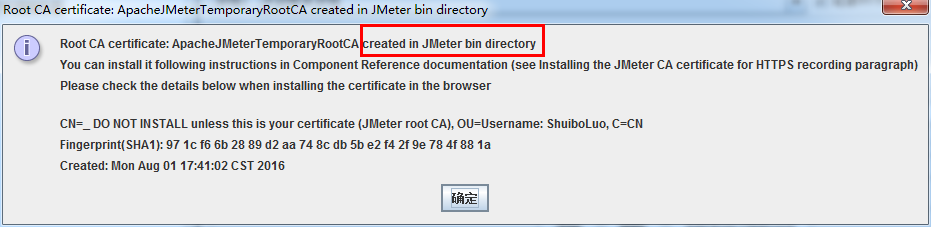 Root CA certificate: ApacheJMeterTemporaryRootCA created in JMeter bin directory
Root CA certificate: ApacheJMeterTemporaryRootCA created in JMeter bin directory
You can install it following instructions in Component Reference documentation (see Installing the JMeter CA certificate for HTTPS recording paragraph)
Please check the details below when installing the certificate in the browser
CN=_ DO NOT INSTALL unless this is your certificate (JMeter root CA), OU=Username: ShuiboLuo, C=CN
Fingerprint(SHA1): 97 1c f6 6b 28 89 d2 aa 74 8c db 5b e2 f4 2f 9e 78 4f 88 1a
Created: Mon Aug 01 17:41:02 CST 2016
确定